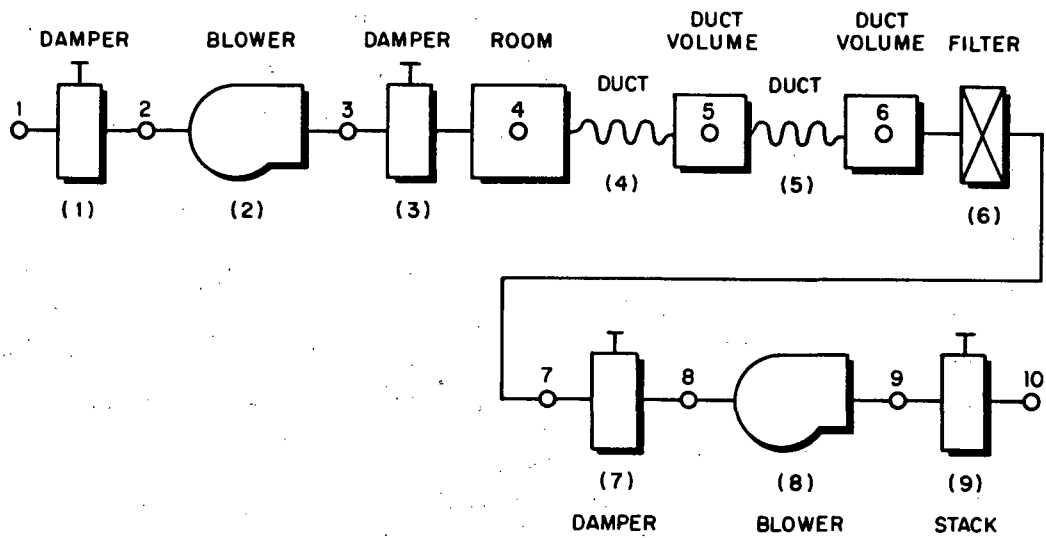 DAMPER BLOWER DAMPER ROOM DUCT VOLUME DUCT VOLUME FILTER
DUCT DUCT
1 2 3 4 5 6
(1) (2) (3) (4) (5) (6)
7 8 9 10
(7) (8) (9)
DAMPER BLOWER STACK